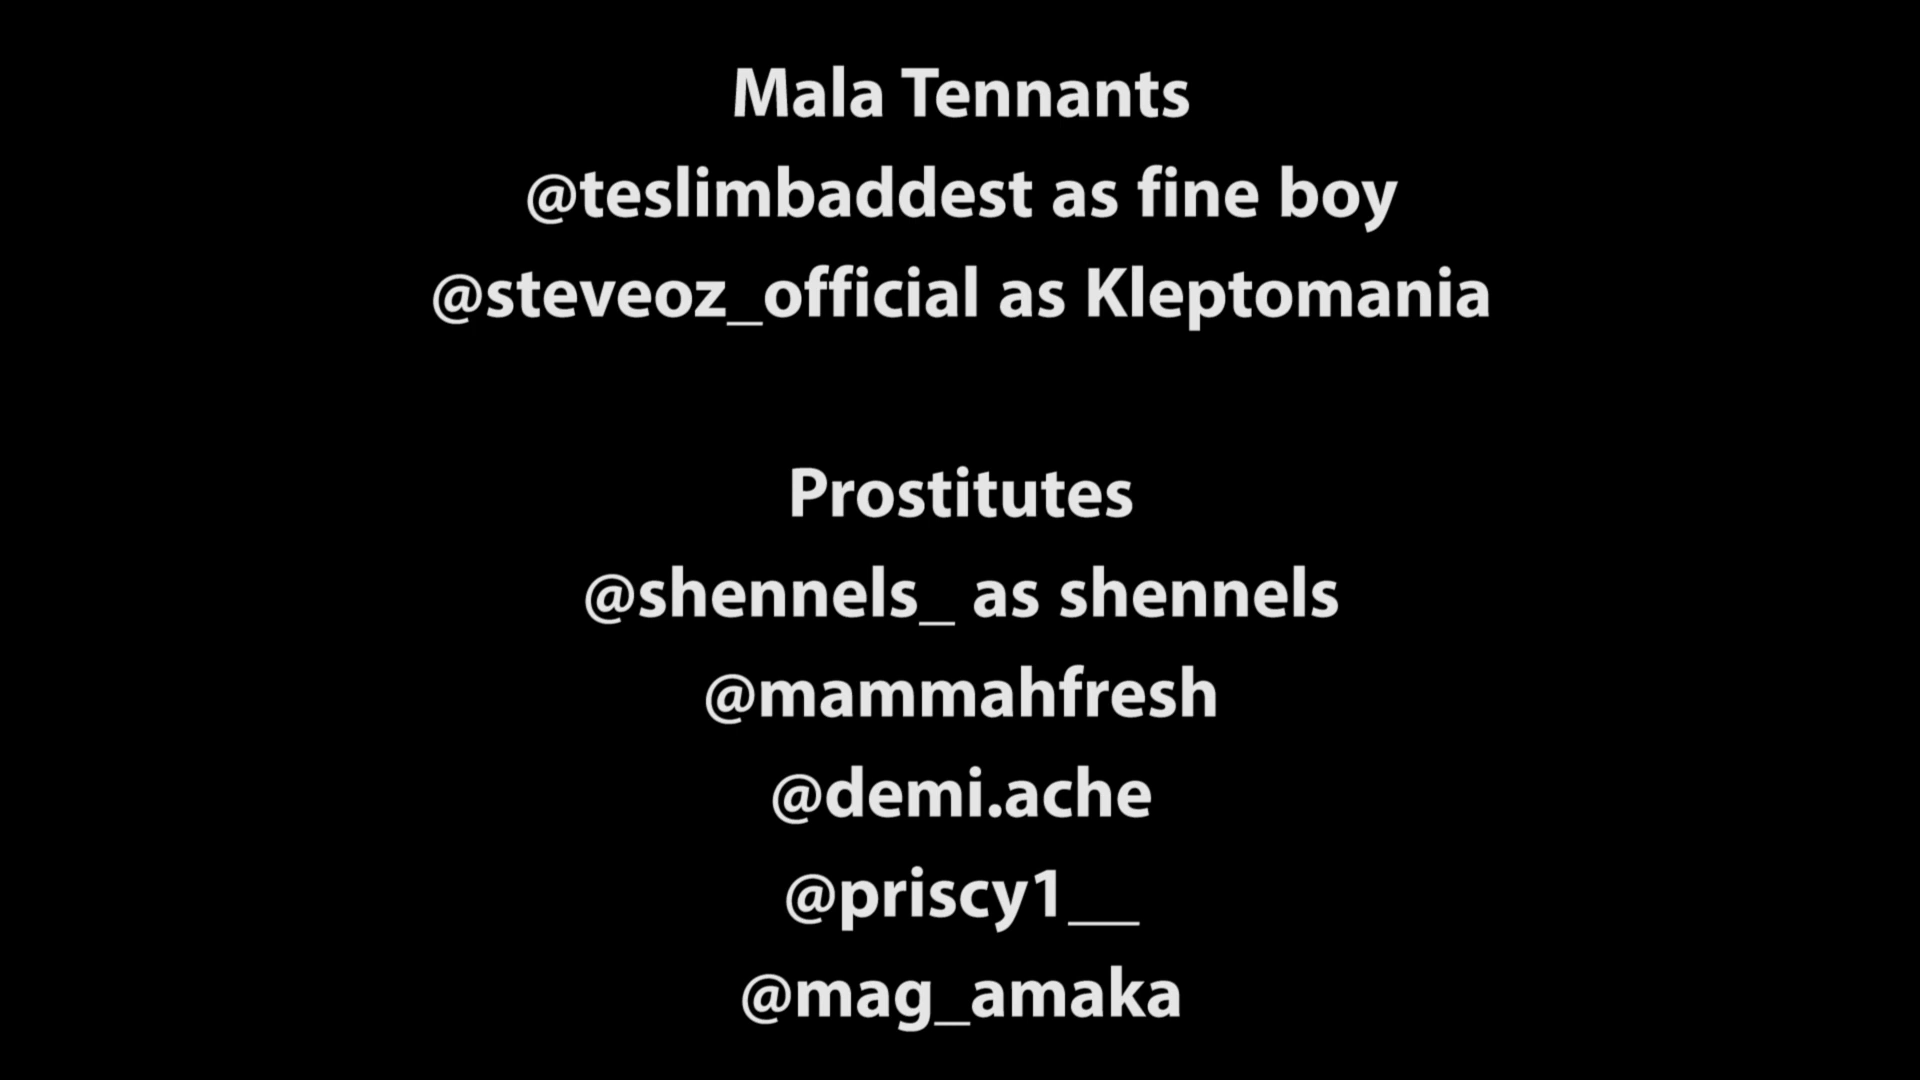 Mala Tennants
@teslimbaddest as fine boy
@steveoz_official as Kleptomania
Prostitutes
@shennels_ as shennels
@mammahfresh
@demi.ache
@priscy1__
@mag_amaka